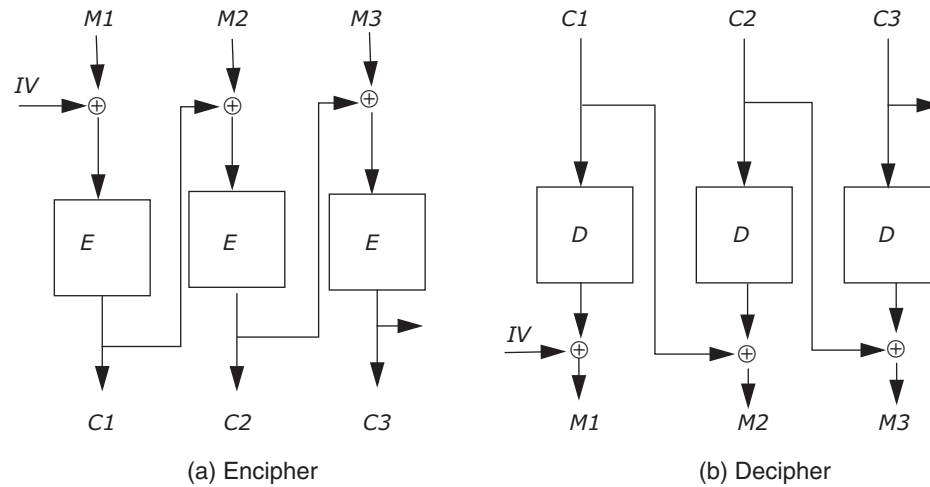 M1 M2 M3
IV
E E E
C1 C2 C3
(a) Encipher
C1 C2 C3
D D D
IV
M1 M2 M3
(b) Decipher